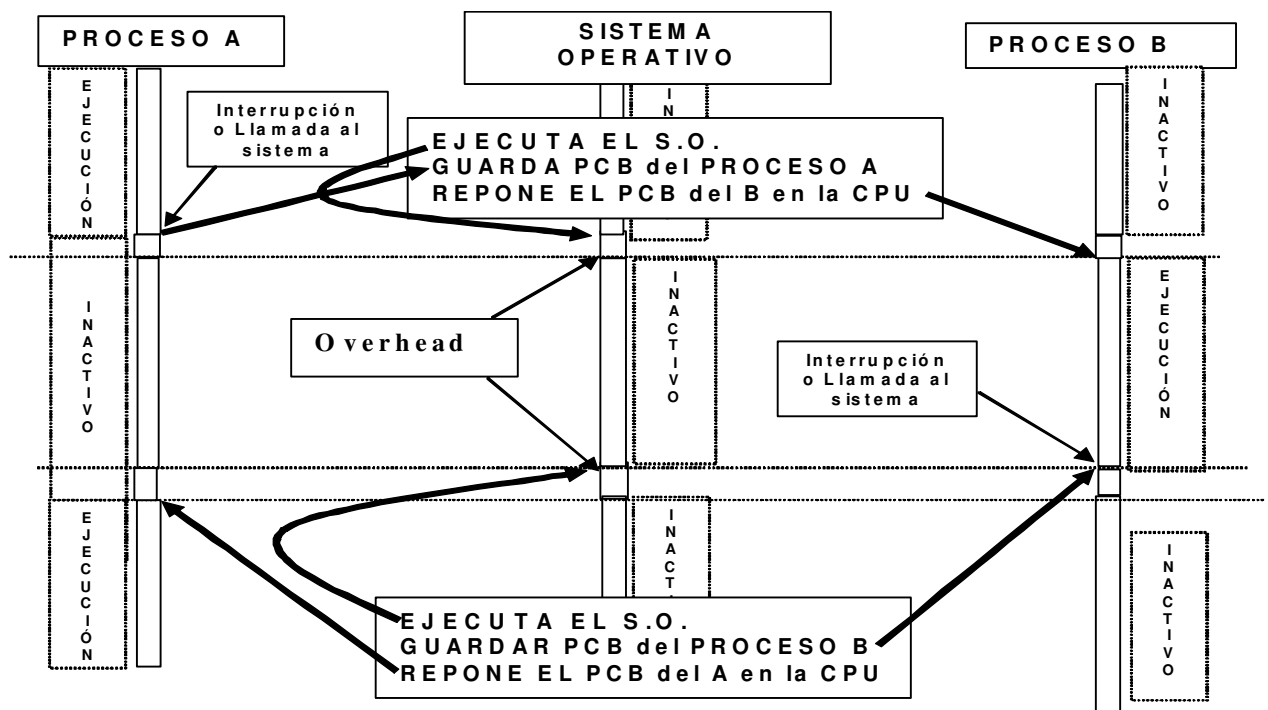 PROCESO A
SISTEMA
OPERATIVO
PROCESO B
EJECUCIÓN
Interrupción
o Llamada al
sistema
IN
INACTIVO
EJECUTA EL S.O.
GUARDA PCB del PROCESO A
REPONE EL PCB del B en la CPU
INACTIVO
Overhead
INACTIVO
Interrupción
o Llamada al
sistema
EJECUCIÓN
EJECUCIÓN
INACT
INACTIVO
EJECUTA EL S.O.
GUARDAR PCB del PROCESO B
REPONE EL PCB del A en la CPU